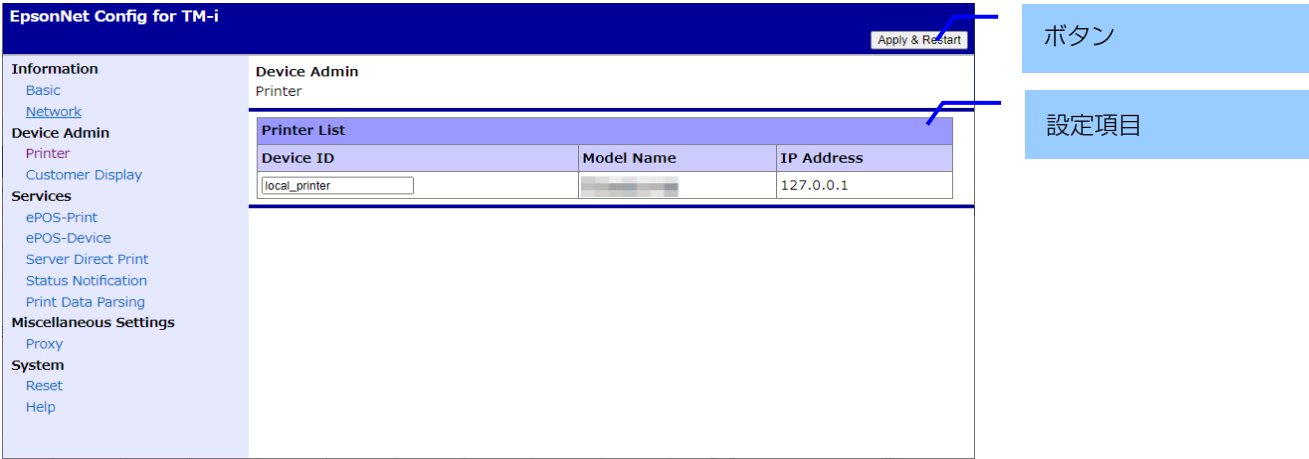 EpsonNet Config for TM-i
Apply & Restart
ボタン
Information
Basic
Network
Device Admin
Printer
Customer Display
Services
ePOS-Print
ePOS-Device
Server Direct Print
Status Notification
Print Data Parsing
Miscellaneous Settings
Proxy
System
Reset
Help
Device Admin
Printer
Printer List
Device ID Model Name IP Address
local_printer 127.0.0.1
設定項目